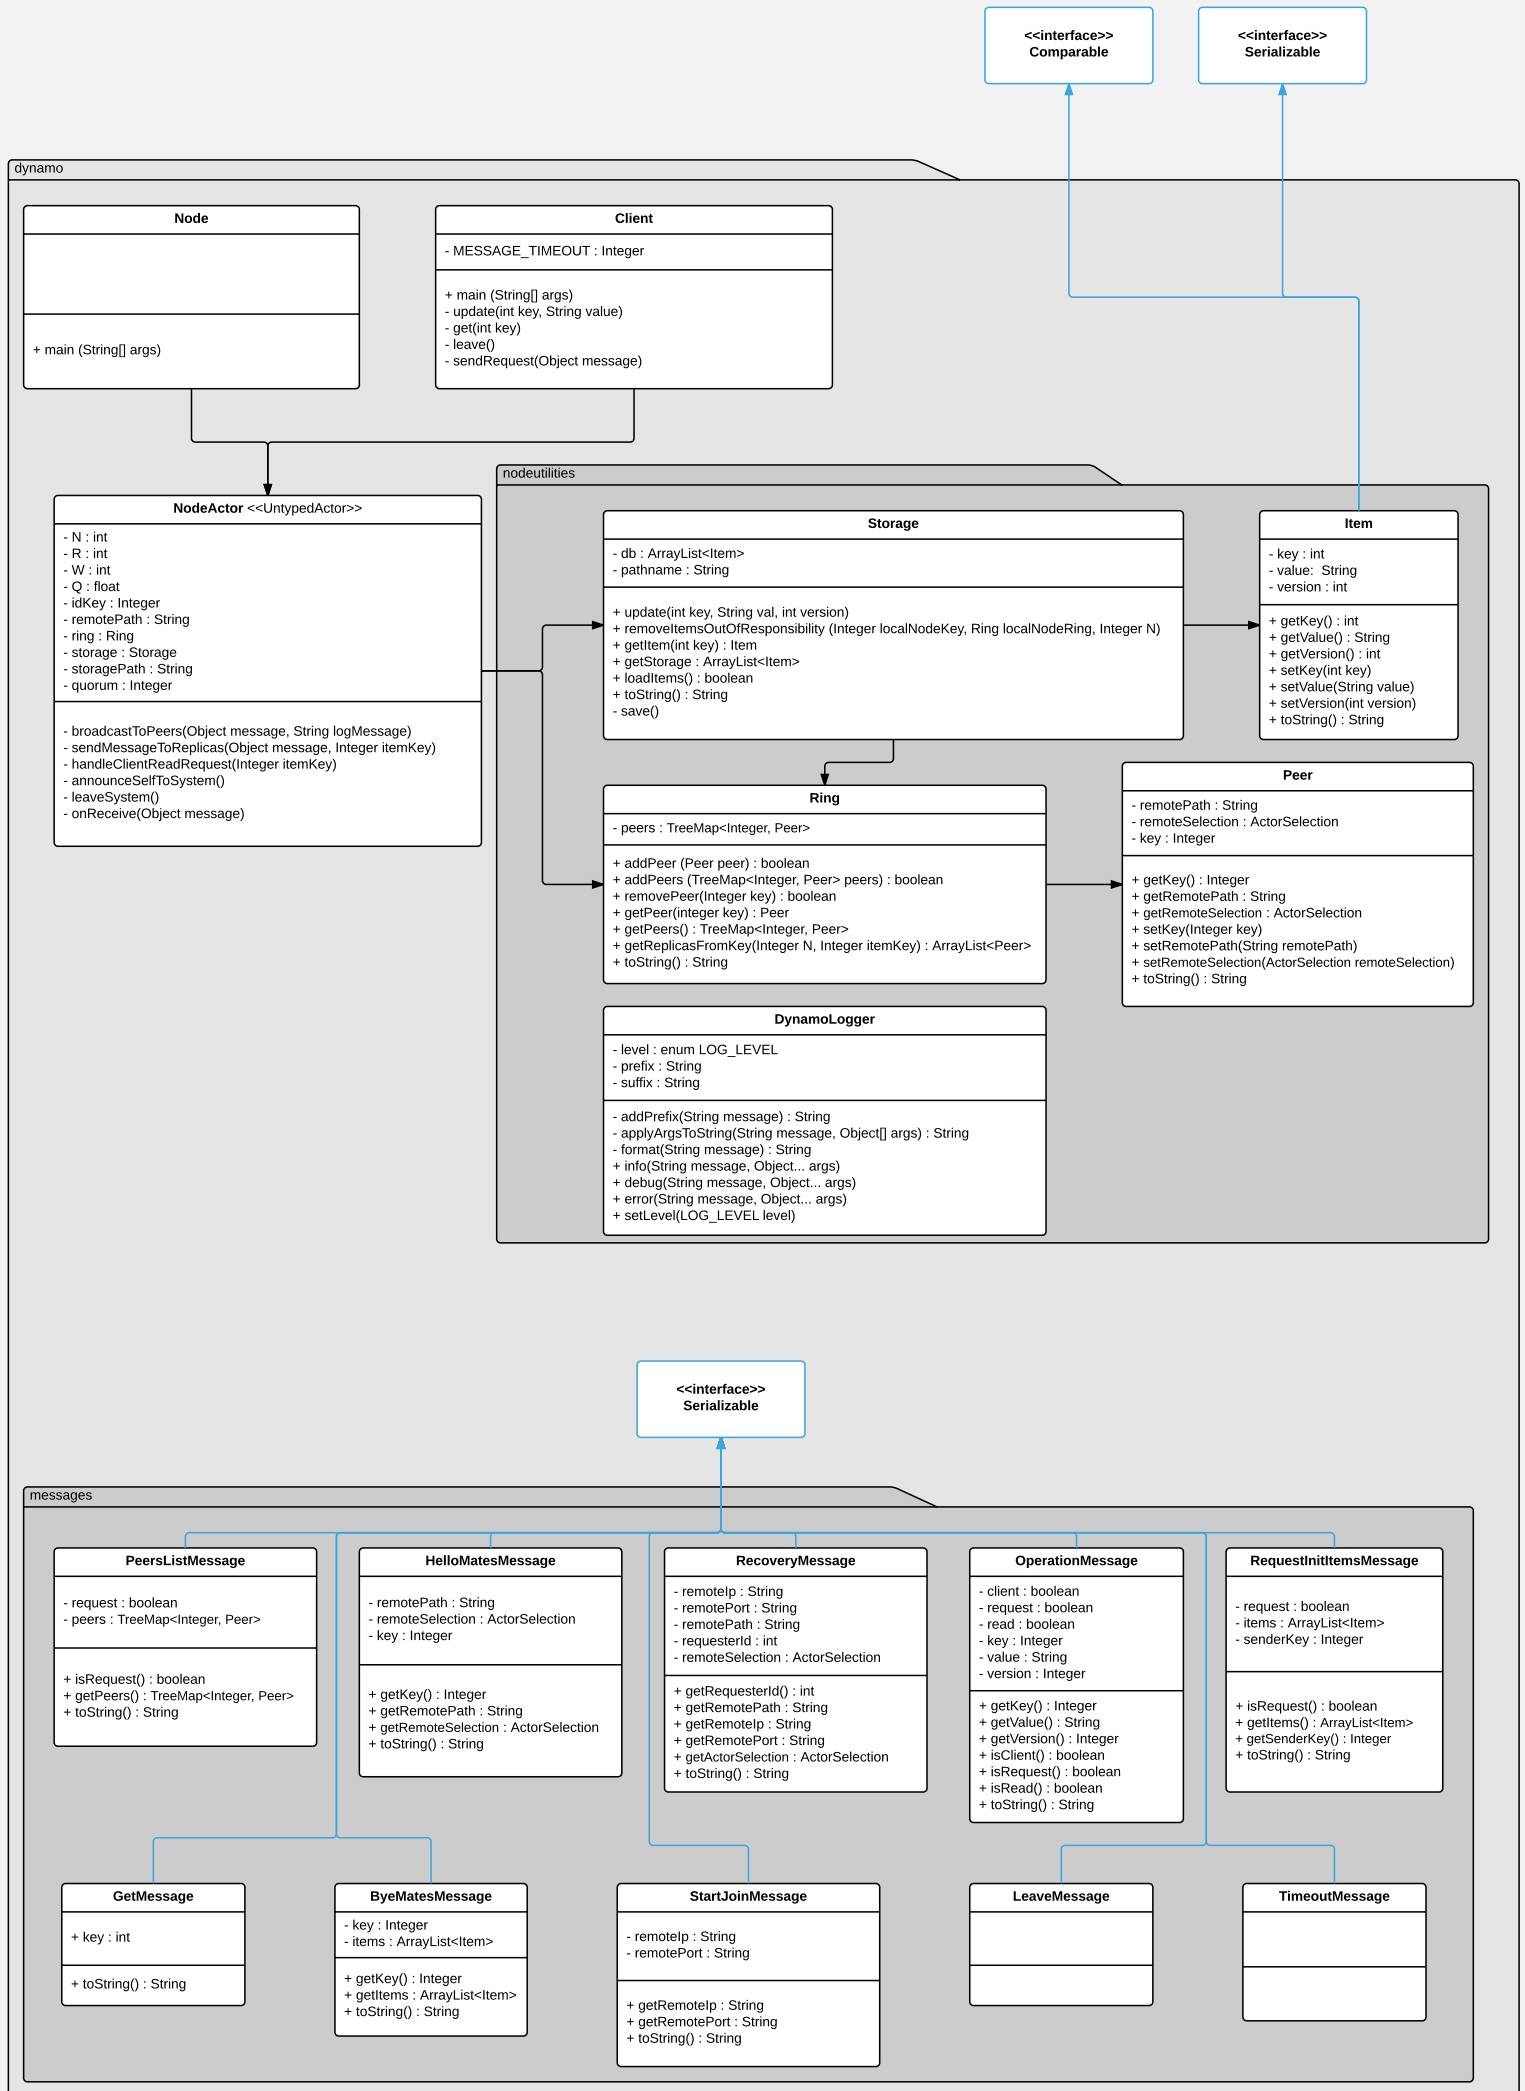 <<interface>>
Comparable
<<interface>>
Serializable
dynamo
Node
+ main (String[] args)
Client
- MESSAGE_TIMEOUT : Integer
+ main (String[] args)
- update(int key, String value)
- get(int key)
- leave()
- sendRequest(Object message)
NodeActor <<UntypedActor>>
- N : int
- R : int
- W : int
- Q : float
- idKey : Integer
- remotePath : String
- ring : Ring
- storage : Storage
- storagePath : String
- quorum : Integer
- broadcastToPeers(Object message, String logMessage)
- sendMessageToReplicas(Object message, Integer itemKey)
- handleClientReadRequest(Integer itemKey)
- announceSelfToSystem()
- leaveSystem()
- onReceive(Object message)
nodeutilities
Storage
- db : ArrayList<Item>
- pathname : String
+ update(int key, String val, int version)
+ removeItemsOutOfResponsibility (Integer localNodeKey, Ring localNodeRing, Integer N)
+ getItem(int key) : Item
+ getStorage : ArrayList<Item>
+ loadItems() : boolean
+ toString() : String
- save()
Item
- key : int
- value:  String
- version : int
+ getKey() : int
+ getValue() : String
+ getVersion() : int
+ setKey(int key)
+ setValue(String value)
+ setVersion(int version)
+ toString() : String
Ring
- peers : TreeMap<Integer, Peer>
+ addPeer (Peer peer) : boolean
+ addPeers (TreeMap<Integer, Peer> peers) : boolean
+ removePeer(Integer key) : boolean
+ getPeer(integer key) : Peer
+ getPeers() : TreeMap<Integer, Peer>
+ getReplicasFromKey(Integer N, Integer itemKey) : ArrayList<Peer>
+ toString() : String
Peer
- remotePath : String
- remoteSelection : ActorSelection
- key : Integer
+ getKey() : Integer
+ getRemotePath : String
+ getRemoteSelection : ActorSelection
+ setKey(Integer key)
+ setRemotePath(String remotePath)
+ setRemoteSelection(ActorSelection remoteSelection)
+ toString() : String
DynamoLogger
- level : enum LOG_LEVEL
- prefix : String
- suffix : String
- addPrefix(String message) : String
- applyArgsToString(String message, Object[] args) : String
- format(String message) : String
+ info(String message, Object... args)
+ debug(String message, Object... args)
+ error(String message, Object... args)
+ setLevel(LOG_LEVEL level)
<<interface>>
Serializable
messages
PeersListMessage
- request : boolean
- peers : TreeMap<Integer, Peer>
+ isRequest() : boolean
+ getPeers() : TreeMap<Integer, Peer>
+ toString() : String
HelloMatesMessage
- remotePath : String
- remoteSelection : ActorSelection
- key : Integer
+ getKey() : Integer
+ getRemotePath : String
+ getRemoteSelection : ActorSelection
+ toString() : String
RecoveryMessage
- remoteIp : String
- remotePort : String
- remotePath : String
- requesterId : int
- remoteSelection : ActorSelection
+ getRequesterId() : int
+ getRemotePath : String
+ getRemoteIp : String
+ getRemotePort : String
+ getActorSelection : ActorSelection
+ toString() : String
OperationMessage
- client : boolean
- request : boolean
- read : boolean
- key : Integer
- value : String
- version : Integer
+ getKey() : Integer
+ getValue() : String
+ getVersion() : Integer
+ isClient() : boolean
+ isRequest() : boolean
+ isRead() : boolean
+ toString() : String
RequestInitItemsMessage
- request : boolean
- items : ArrayList<Item>
- senderKey : Integer
+ isRequest() : boolean
+ getItems() : ArrayList<Item>
+ getSenderKey() : Integer
+ toString() : String
GetMessage
+ key : int
+ toString() : String
ByeMatesMessage
- key : Integer
- items : ArrayList<Item>
+ getKey() : Integer
+ getItems : ArrayList<Item>
+ toString() : String
StartJoinMessage
- remoteIp : String
- remotePort : String
+ getRemoteIp : String
+ getRemotePort : String
+ toString() : String
LeaveMessage
TimeoutMessage